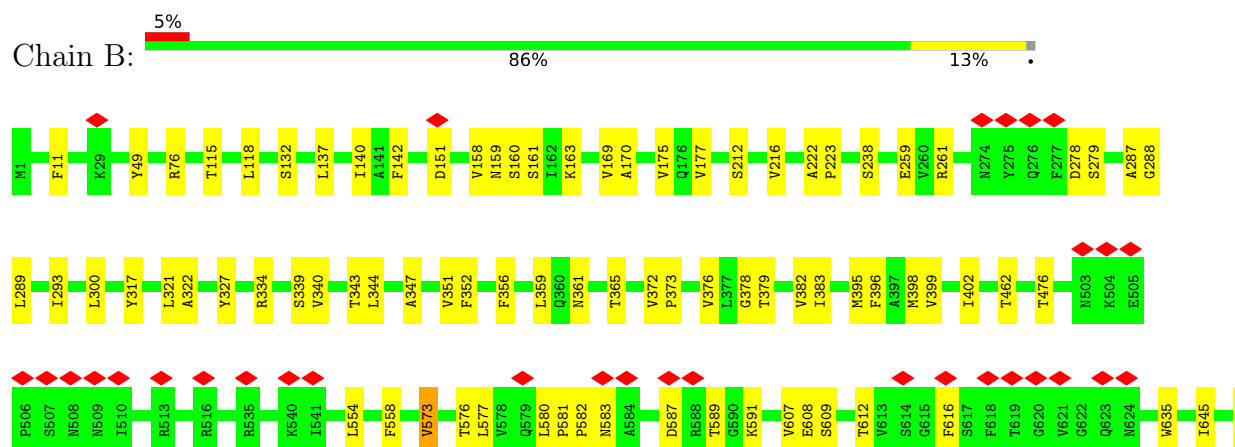 5%
Chain B:
86% 13% •
M1 F11 K29 Y49 R76 T115 L118 S132 L137 I140 A141 F142 D151 V158 N159 S160 S161 I162 K163 V169 A170 V175 Q176 V177 S212 V216 A222 P223 S238 E259 V260 R261 N274 Y275 Q276 F277 D278 S279 A287 G288
L289 I293 L300 Y317 L321 A322 Y327 R334 S339 V340 T343 L344 A347 V351 F352 F356 L359 Q360 N361 T365 V372 P373 V376 L377 G378 T379 V382 I383 M395 F396 A397 M398 V399 I402 T462 T476 N503 K504 E505
P506 S507 N508 N509 I510 R513 R516 R535 K540 I541 L554 F558 V573 T576 L577 V578 Q579 L580 P581 P582 N583 A584 D587 R588 T589 G590 K591 V607 E608 S609 T612 V613 S614 G615 F616 S617 F618 T619 G620 V621 G622 Q623 N624 W635 I645